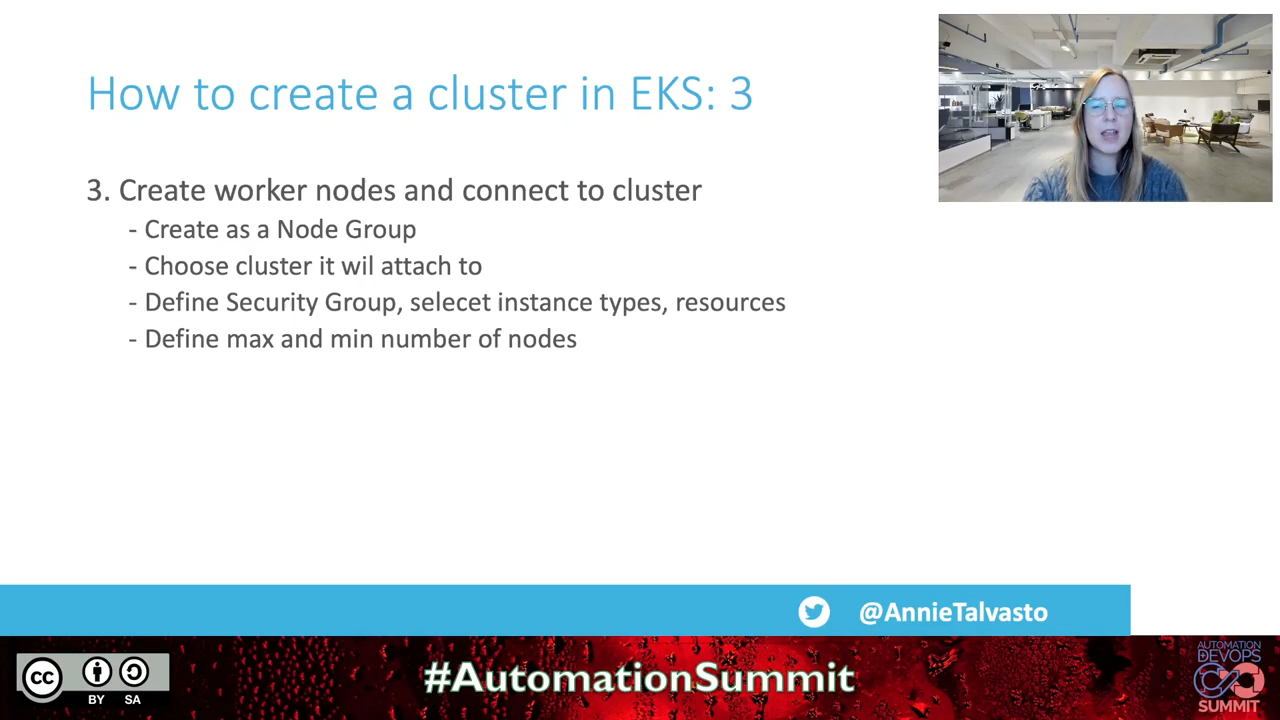 How to create a cluster in EKS: 3
3. Create worker nodes and connect to cluster
- Create as a Node Group
- Choose cluster it wil attach to
- Define Security Group, selecet instance types, resources
- Define max and min number of nodes
@AnnieTalvasto
cc
BY SA
#AutomationSummit
AUTOMATION
DEVOPS
SUMMIT